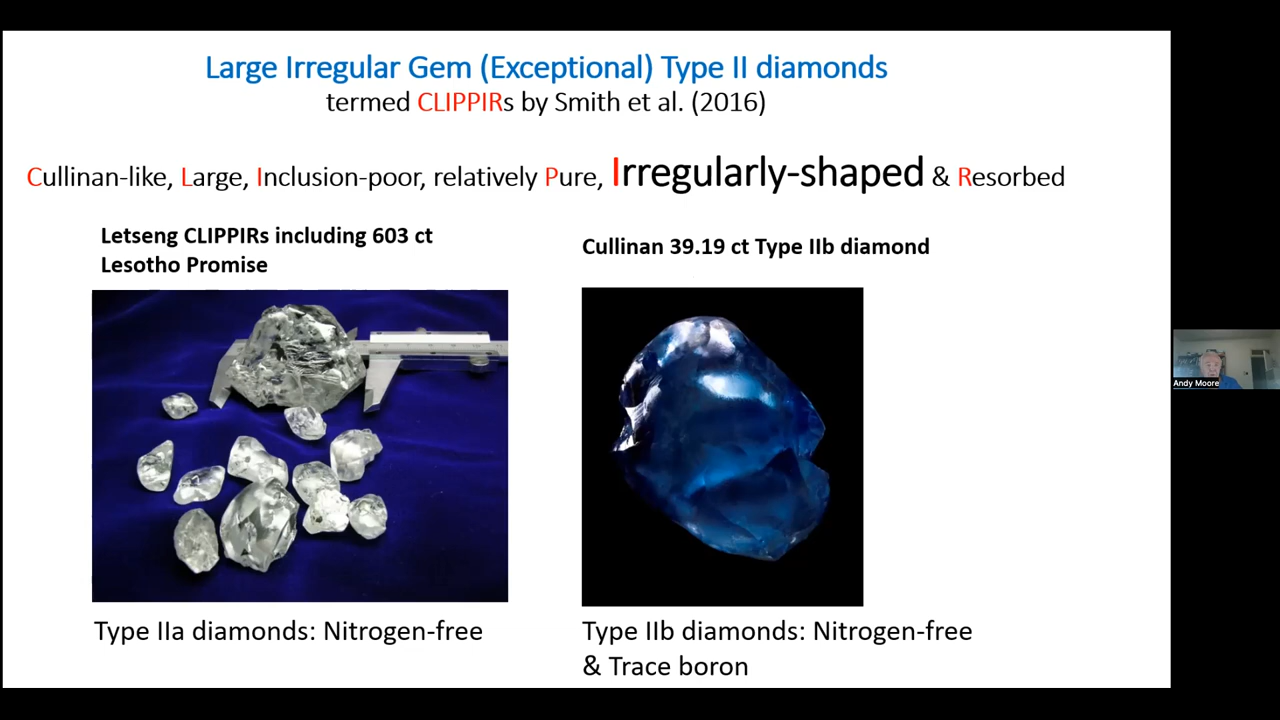 Large Irregular Gem (Exceptional) Type II diamonds
termed CLIPPIRs by Smith et al. (2016)
Cullinan-like, Large, Inclusion-poor, relatively Pure, Irregularly-shaped & Resorbed
Letseng CLIPPIRs including 603 ct
Lesotho Promise
Cullinan 39.19 ct Type IIb diamond
Type IIa diamonds: Nitrogen-free
Type IIb diamonds: Nitrogen-free
& Trace boron
Andy Moore